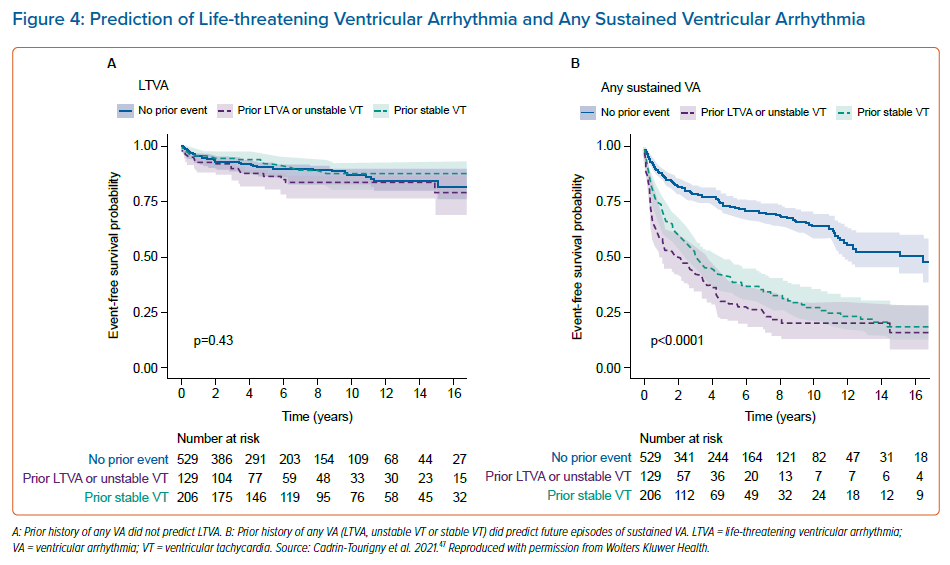 Figure 4: Prediction of Life-threatening Ventricular Arrhythmia and Any Sustained Ventricular Arrhythmia
A
LTVA
No prior event Prior LTVA or unstable VT Prior stable VT
Event-free survival probability
1.00
0.75
0.50
0.25
0.00
p=0.43
0 2 4 6 8 10 12 14 16
Time (years)
Number at risk
No prior event 529 386 291 203 154 109 68 44 27
Prior LTVA or unstable VT 129 104 77 59 48 33 30 23 15
Prior stable VT 206 175 146 119 95 76 58 45 32
B
Any sustained VA
No prior event Prior LTVA or unstable VT Prior stable VT
Event-free survival probability
1.00
0.75
0.50
0.25
0.00
p<0.0001
0 2 4 6 8 10 12 14 16
Time (years)
Number at risk
No prior event 529 341 244 164 121 82 47 31 18
Prior LTVA or unstable VT 129 57 36 20 13 7 7 6 4
Prior stable VT 206 112 69 49 32 24 18 12 9
A: Prior history of any VA did not predict LTVA. B: Prior history of any VA (LTVA, unstable VT or stable VT) did predict future episodes of sustained VA. LTVA = life-threatening ventricular arrhythmia;
VA = ventricular arrhythmia; VT = ventricular tachycardia. Source: Cadrin-Tourigny et al. 2021.47 Reproduced with permission from Wolters Kluwer Health.